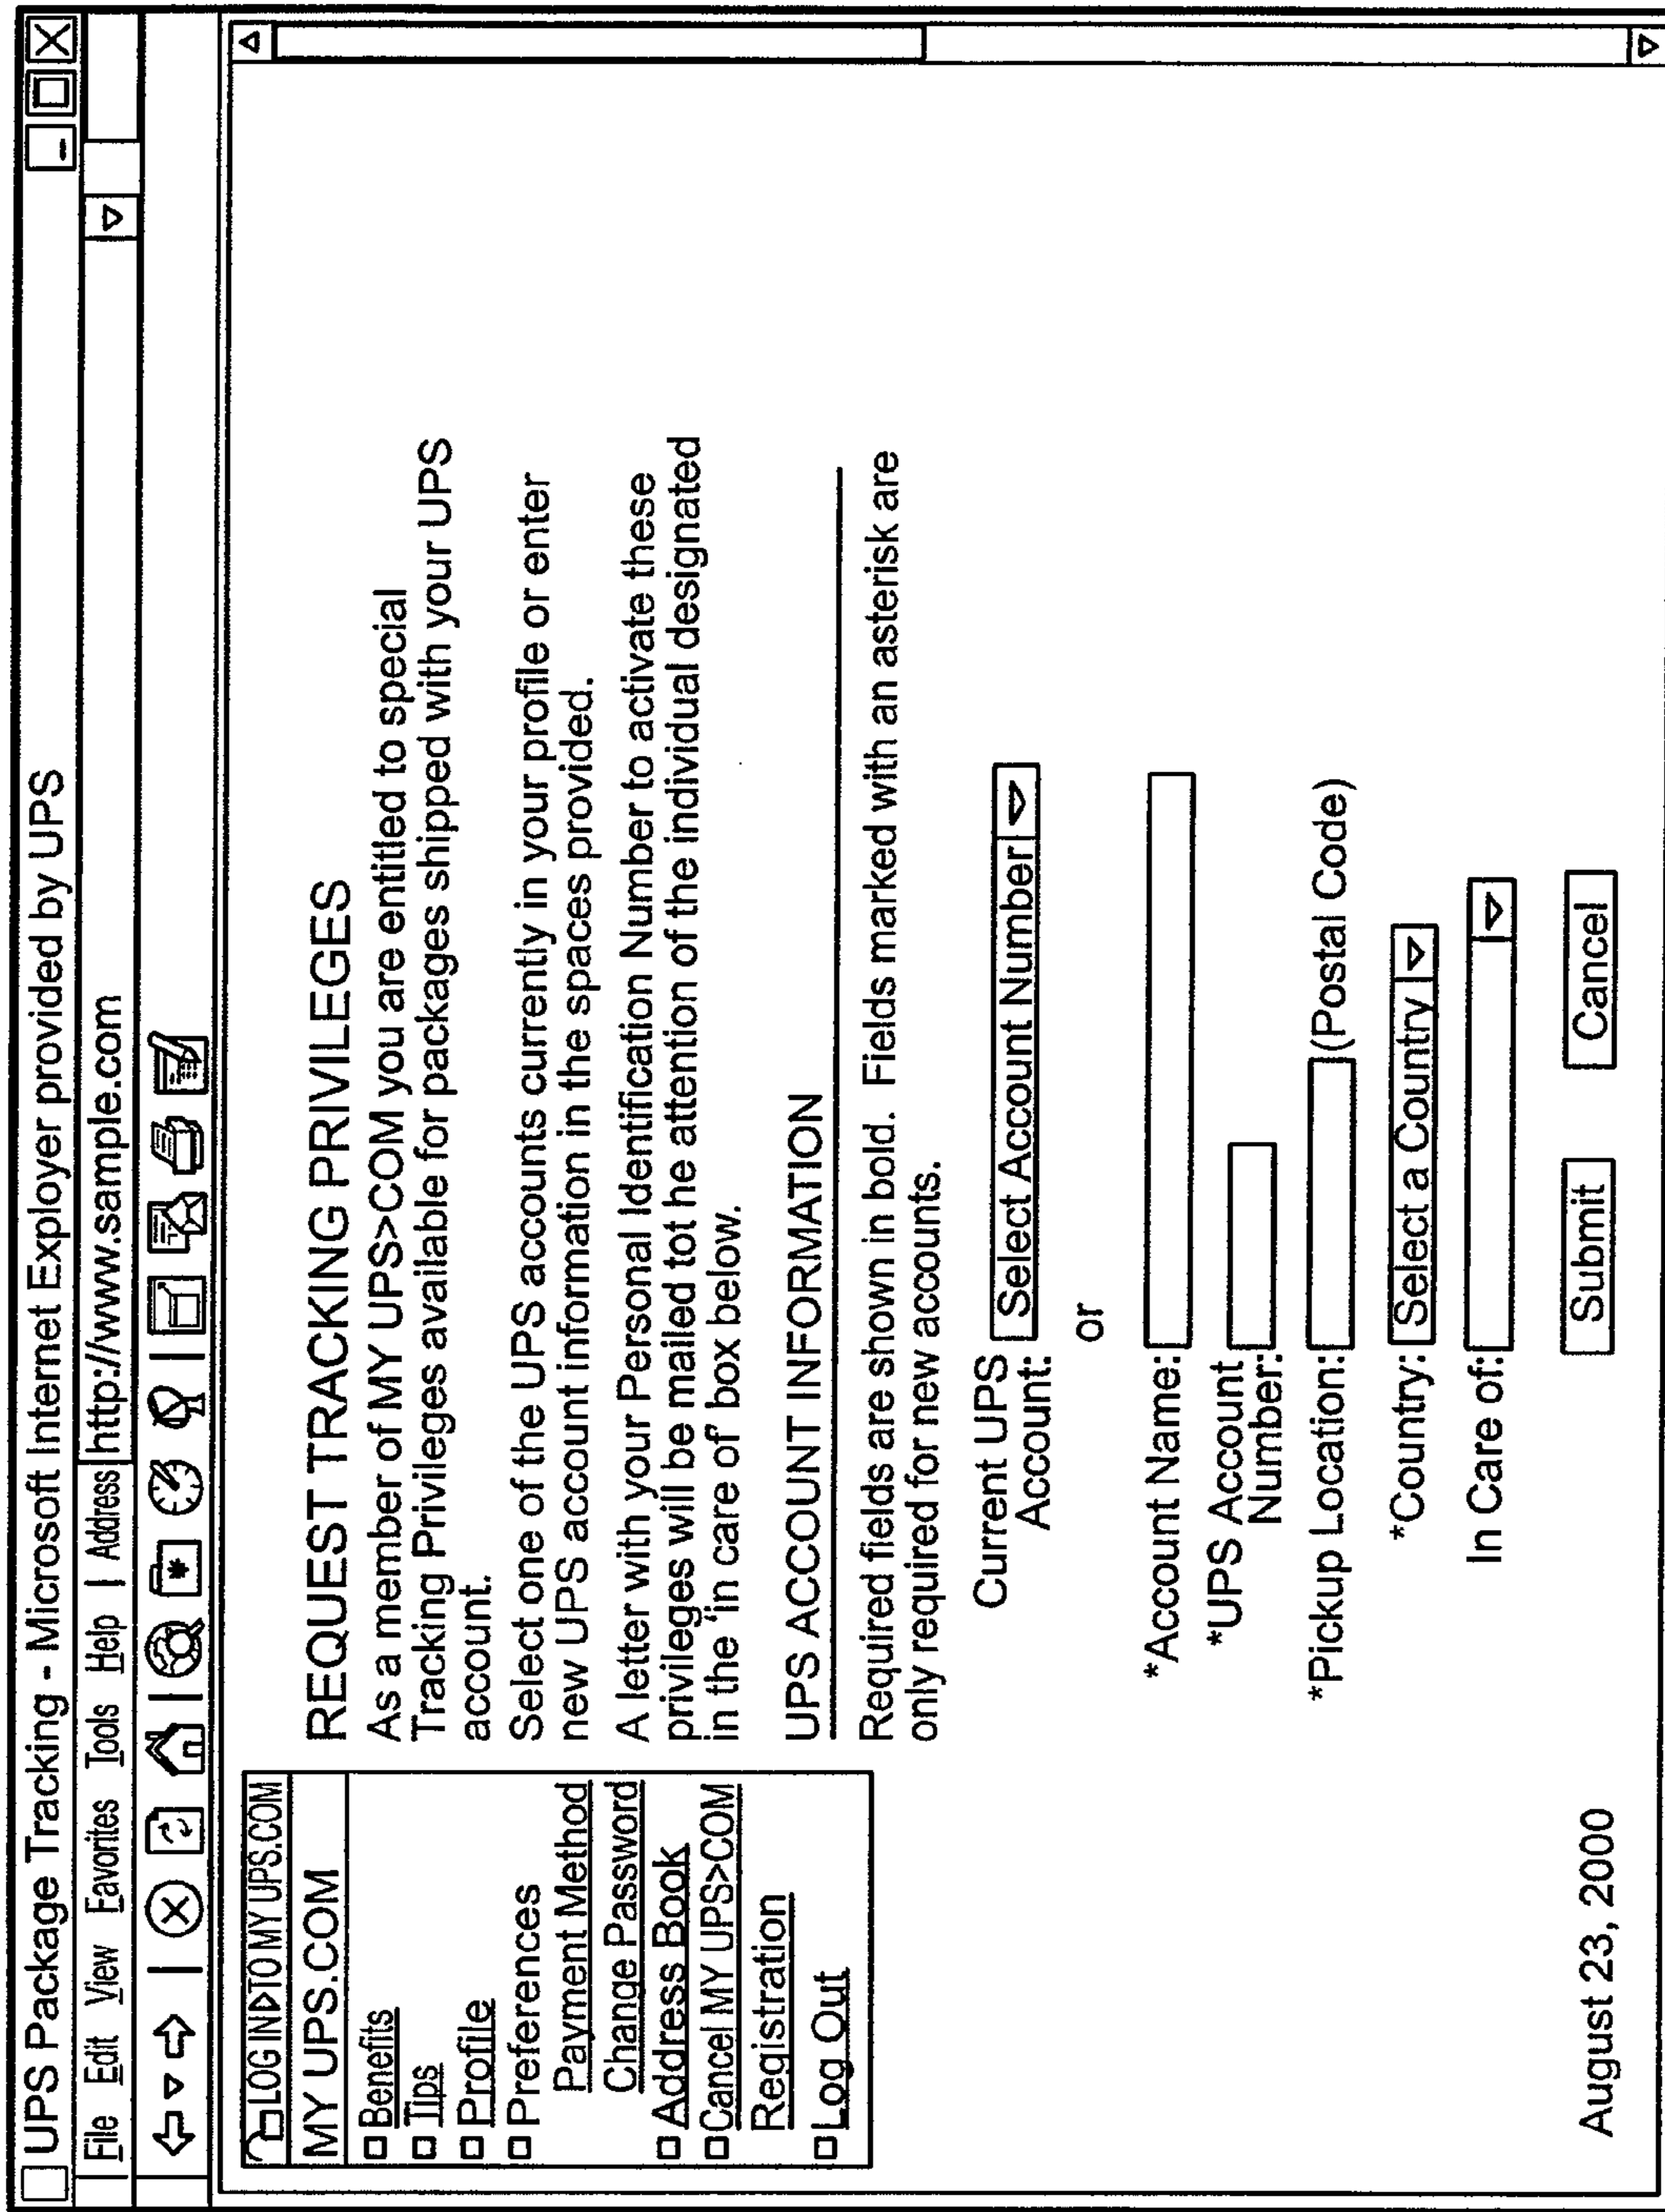 UPS Package Tracking - Microsoft Internet Exployer provided by UPS
File Edit View Favorites Tools Help | Address http://www.sample.com
LOG IN TO MY UPS.COM
MY UPS.COM
Benefits
Tips
Profile
Preferences
Payment Method
Change Password
Address Book
Cancel MY UPS>COM
Registration
Log Out
REQUEST TRACKING PRIVILEGES
As a member of MY UPS>COM you are entitled to special
Tracking Privileges available for packages shipped with your UPS
account.
Select one of the UPS accounts currently in your profile or enter
new UPS account information in the spaces provided.
A letter with your Personal Identification Number to activate these
privileges will be mailed tot he attention of the individual designated
in the 'in care of' box below.
UPS ACCOUNT INFORMATION
Required fields are shown in bold. Fields marked with an asterisk are
only required for new accounts.
Current UPS
Account: Select Account Number
or
*Account Name:
*UPS Account
Number:
*Pickup Location: (Postal Code)
*Country: Select a Country
In Care of:
Submit Cancel
August 23, 2000